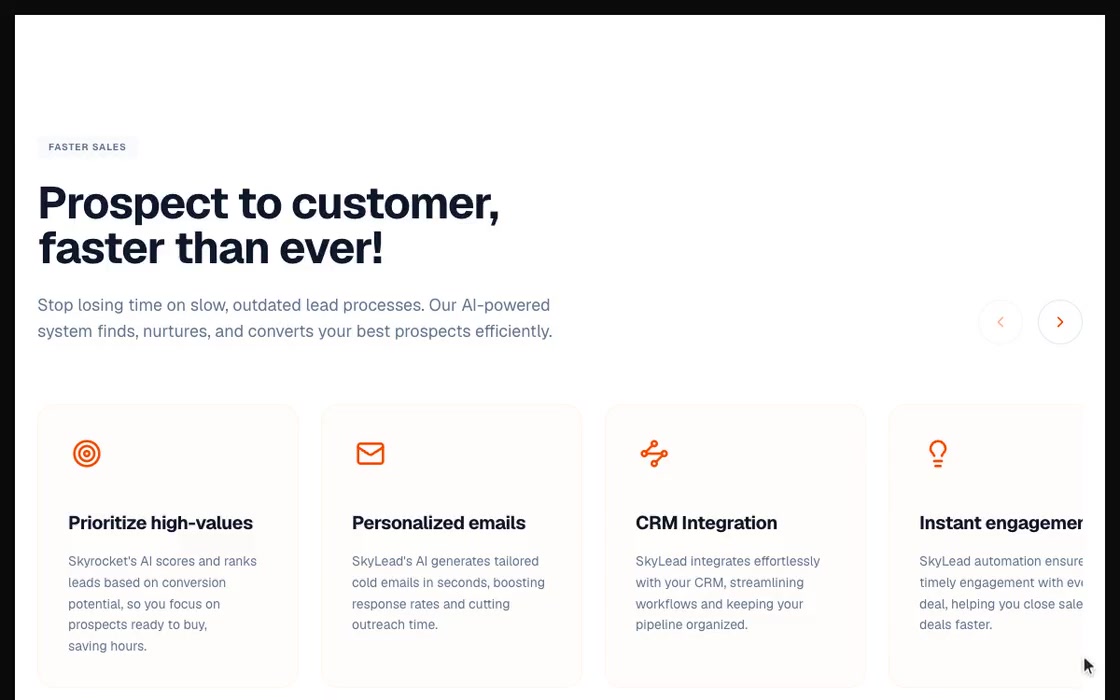 FASTER SALES
Prospect to customer,
faster than ever!
Stop losing time on slow, outdated lead processes. Our AI-powered
system finds, nurtures, and converts your best prospects efficiently.
Prioritize high-values
Skyrocket's AI scores and ranks
leads based on conversion
potential, so you focus on
prospects ready to buy,
saving hours.
Personalized emails
SkyLead's AI generates tailored
cold emails in seconds, boosting
response rates and cutting
outreach time.
CRM Integration
SkyLead integrates effortlessly
with your CRM, streamlining
workflows and keeping your
pipeline organized.
Instant
SkyLead automation
timely engagement with
deal, helping you close
deals faster.